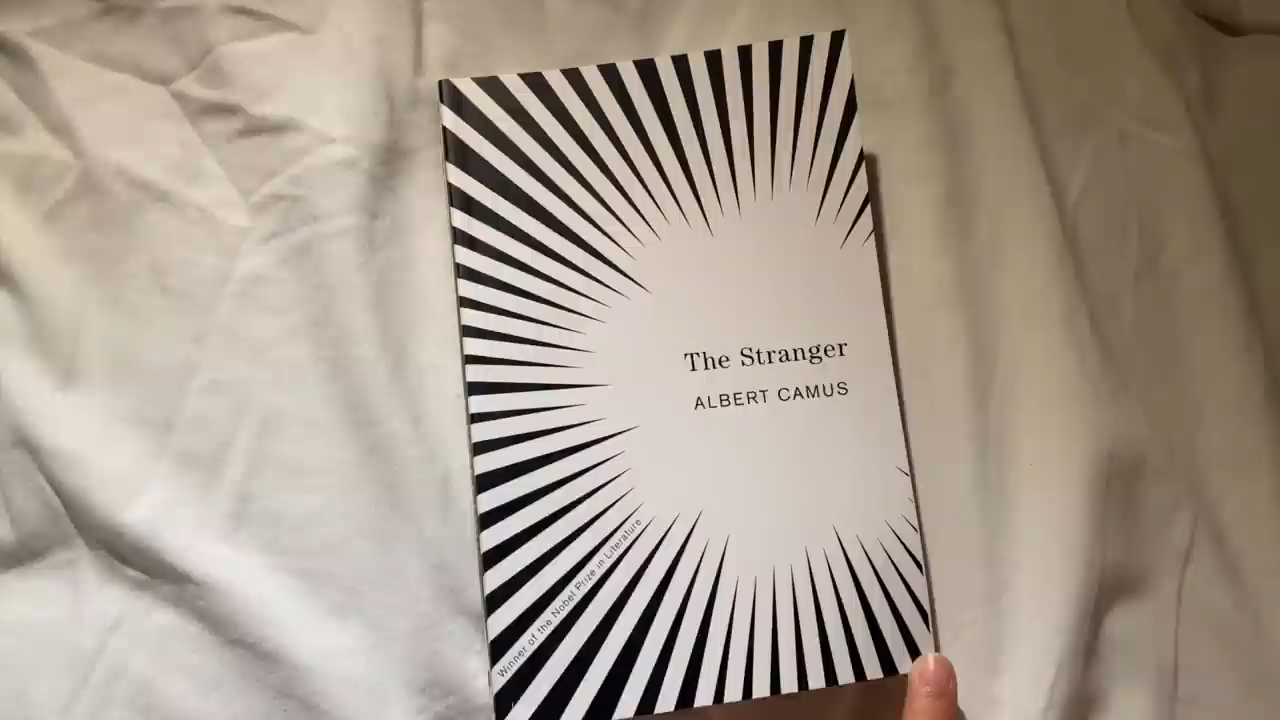 The Stranger
ALBERT CAMUS
Winner of the Nobel Prize in Literature